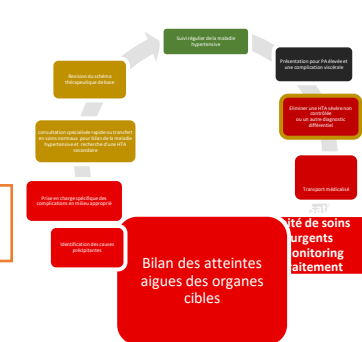 Suivi régulier de la maladie
hypertensive
Présentation pour PA élevée et
une complication viscérale
Eliminer une HTA sévère non
contrôlée
ou un autre diagnostic
différentiel
Transport médicalisé
ité de soins
urgents
onitoring
raitement
Bilan des atteintes
aigues des organes
cibles
Identification des causes
précipitantes
Prise en charge spécifique des
complications en milieu approprié
consultation spécialisée rapide ou transfert
en soins normaux pour bilan de la maladie
hypertensive et recherche d'une HTA
secondaire
Revision du schéma
thérapeutique de base